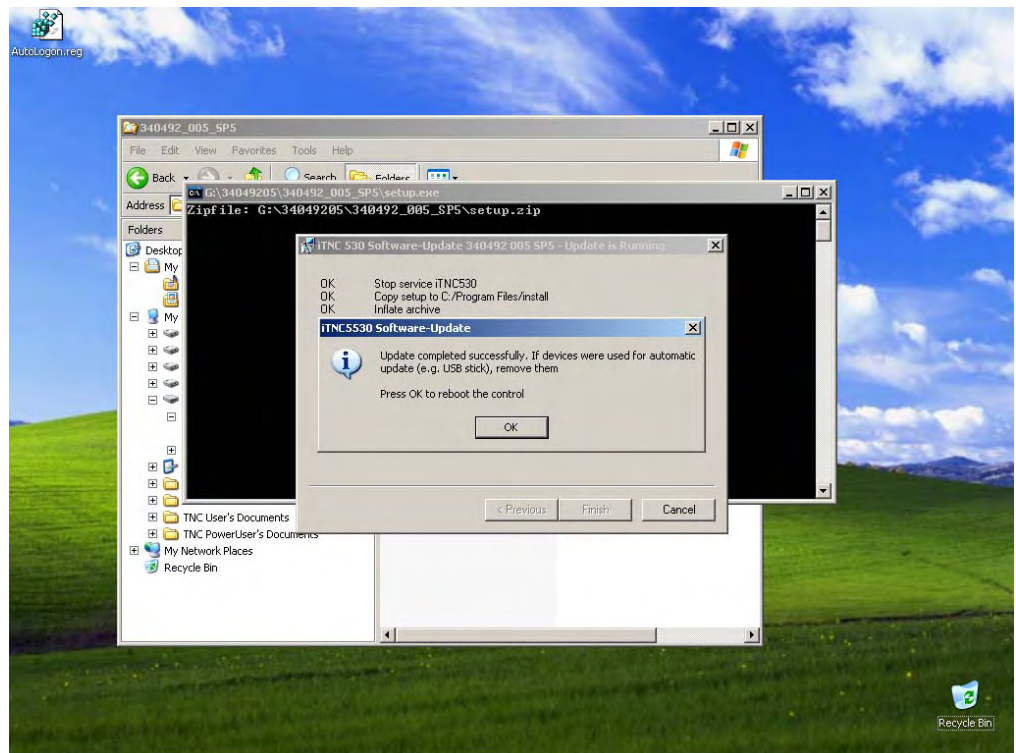 AutoLogon.reg
340492_005_SP5
File Edit View Favorites Tools Help
Back Search Folders
G:\34049205\340492_005_SP5\setup.exe
Address
Zipfile: G:\34049205\340492_005_SP5\setup.zip
Folders
iTNC 530 Software-Update 340492 005 SP5 - Update is Running
Desktop
My
OK Stop service iTNC530
OK Copy setup to C:/Program Files/install
OK Inflate archive
My
iTNC5530 Software-Update
Update completed successfully. If devices were used for automatic
update (e.g. USB stick), remove them
Press OK to reboot the control
OK
< Previous Finish Cancel
TNC User's Documents
TNC PowerUser's Documents
My Network Places
Recycle Bin
Recycle Bin